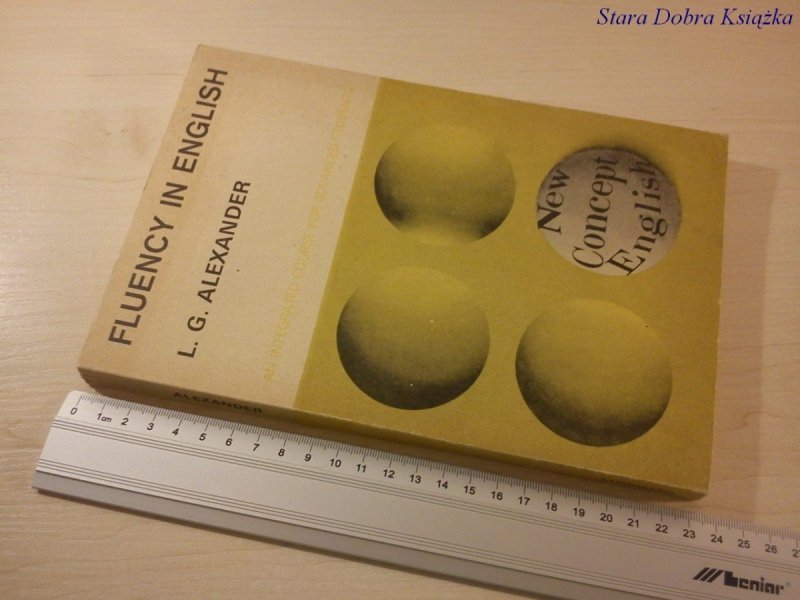 Stara Dobra Książka
FLUENCY IN ENGLISH
L. G. ALEXANDER
AN INTEGRATED COURSE FOR ADVANCED STUDENTS
New
Concept
English
ALEXANDER
0 1cm 2 3 4 5 6 7 8 9 10 11 12 13 14 15 16 17 18 19 20 21 22 23 24 25 26
leniar